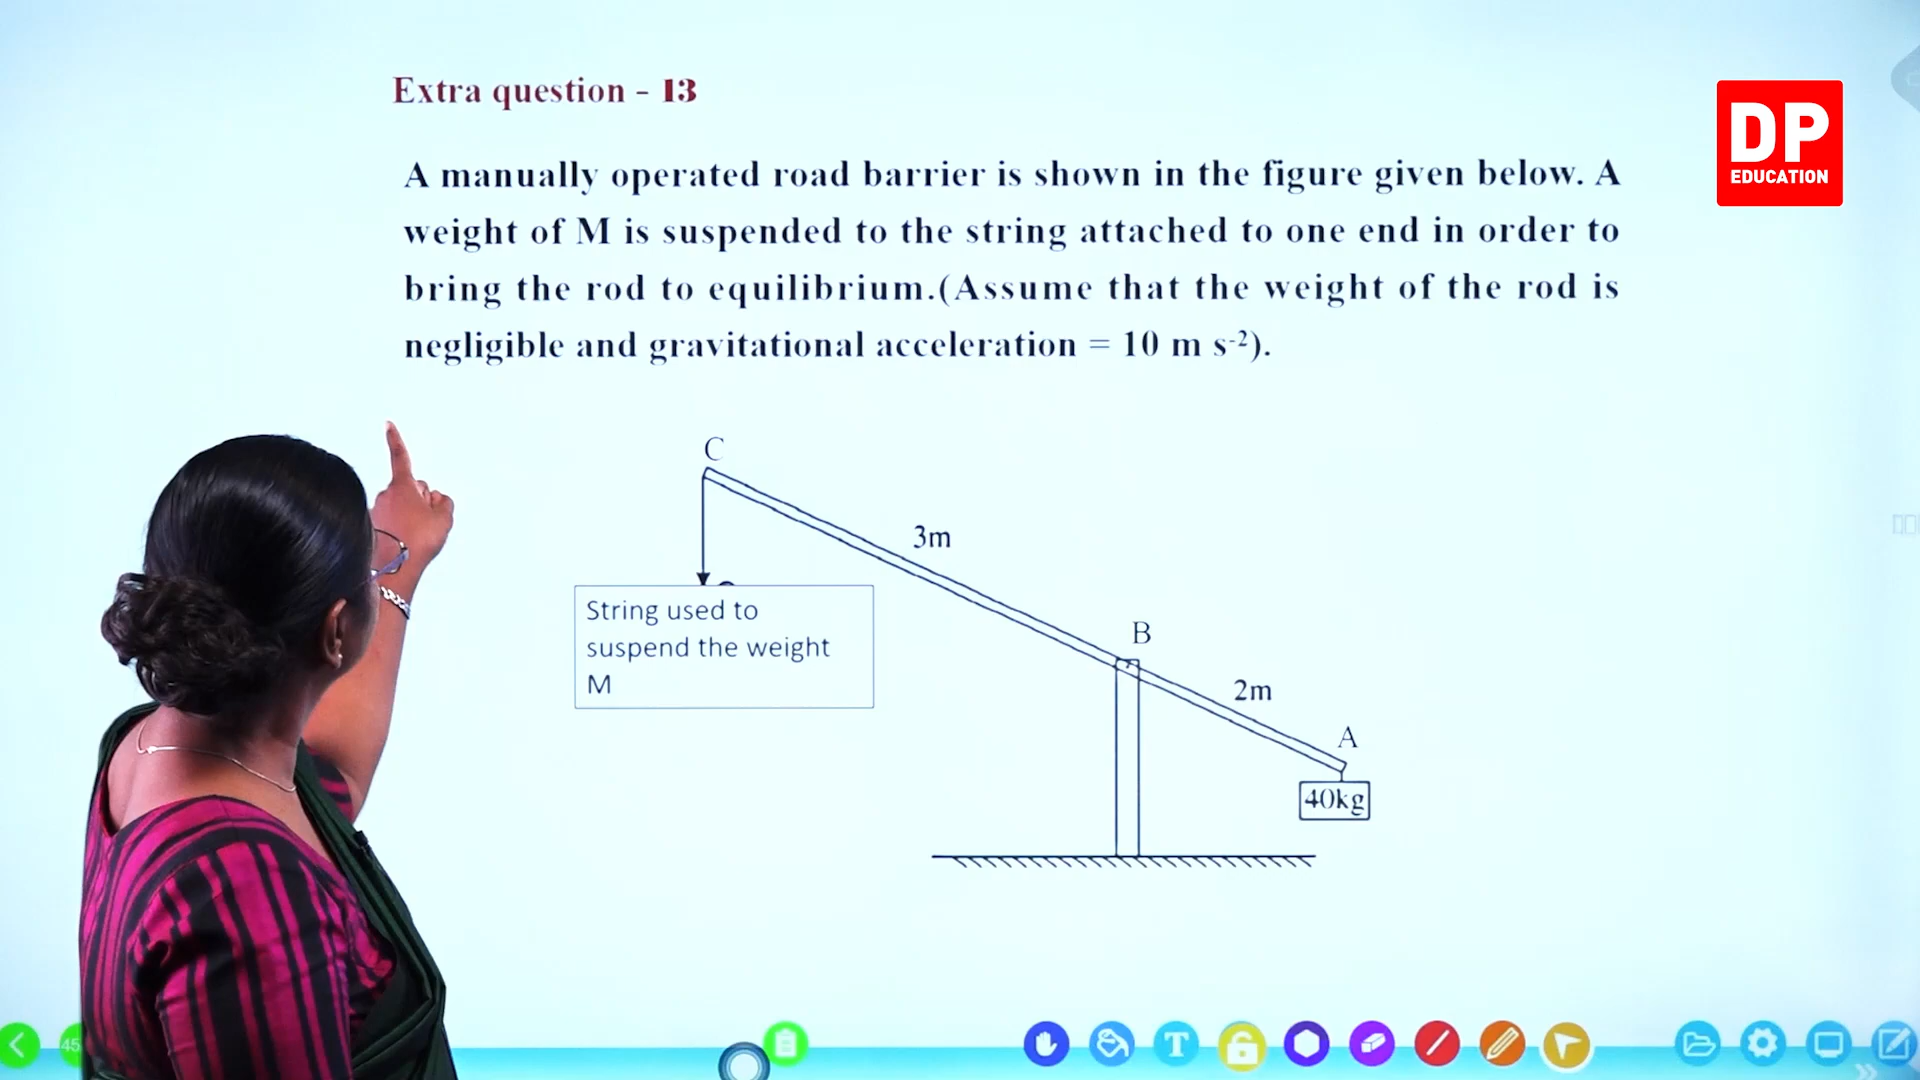 Extra question - 13
DP
EDUCATION
A manually operated road barrier is shown in the figure given below. A
weight of M is suspended to the string attached to one end in order to
bring the rod to equilibrium.(Assume that the weight of the rod is
negligible and gravitational acceleration = 10 m s⁻²).
C
3m
String used to
suspend the weight
M
B
2m
A
40kg
45
T